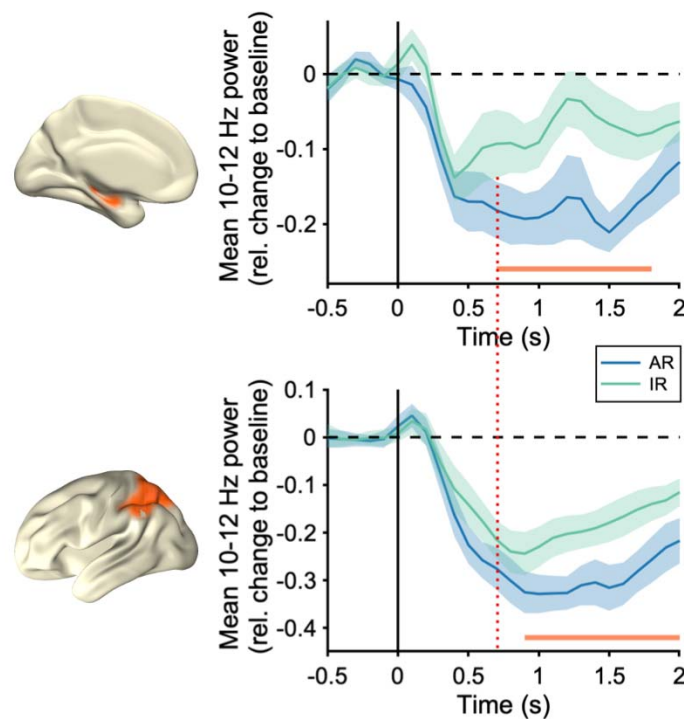 Mean 10-12 Hz power
(rel. change to baseline)
0
-0.1
-0.2
-0.5 0 0.5 1 1.5 2
Time (s)
AR
IR
Mean 10-12 Hz power
(rel. change to baseline)
0.1
0
-0.1
-0.2
-0.3
-0.4
-0.5 0 0.5 1 1.5 2
Time (s)